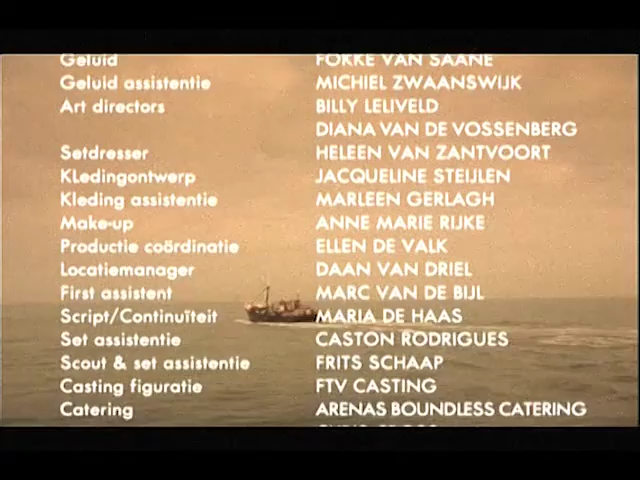 Geluid FOKKE VAN SAANE
Geluid assistentie MICHIEL ZWAANSWIJK
Art directors BILLY LELIVELD
DIANA VAN DE VOSSENBERG
Setdresser HELEEN VAN ZANTVOORT
KLedingontwerp JACQUELINE STEIJLEN
Kleding assistentie MARLEEN GERLAGH
Make-up ANNE MARIE RIJKE
Productie coördinatie ELLEN DE VALK
Locatiemanager DAAN VAN DRIEL
First assistent MARC VAN DE BIJL
Script/Continuïteit MARIA DE HAAS
Set assistentie CASTON RODRIGUES
Scout & set assistentie FRITS SCHAAP
Casting figuratie FTV CASTING
Catering ARENAS BOUNDLESS CATERING